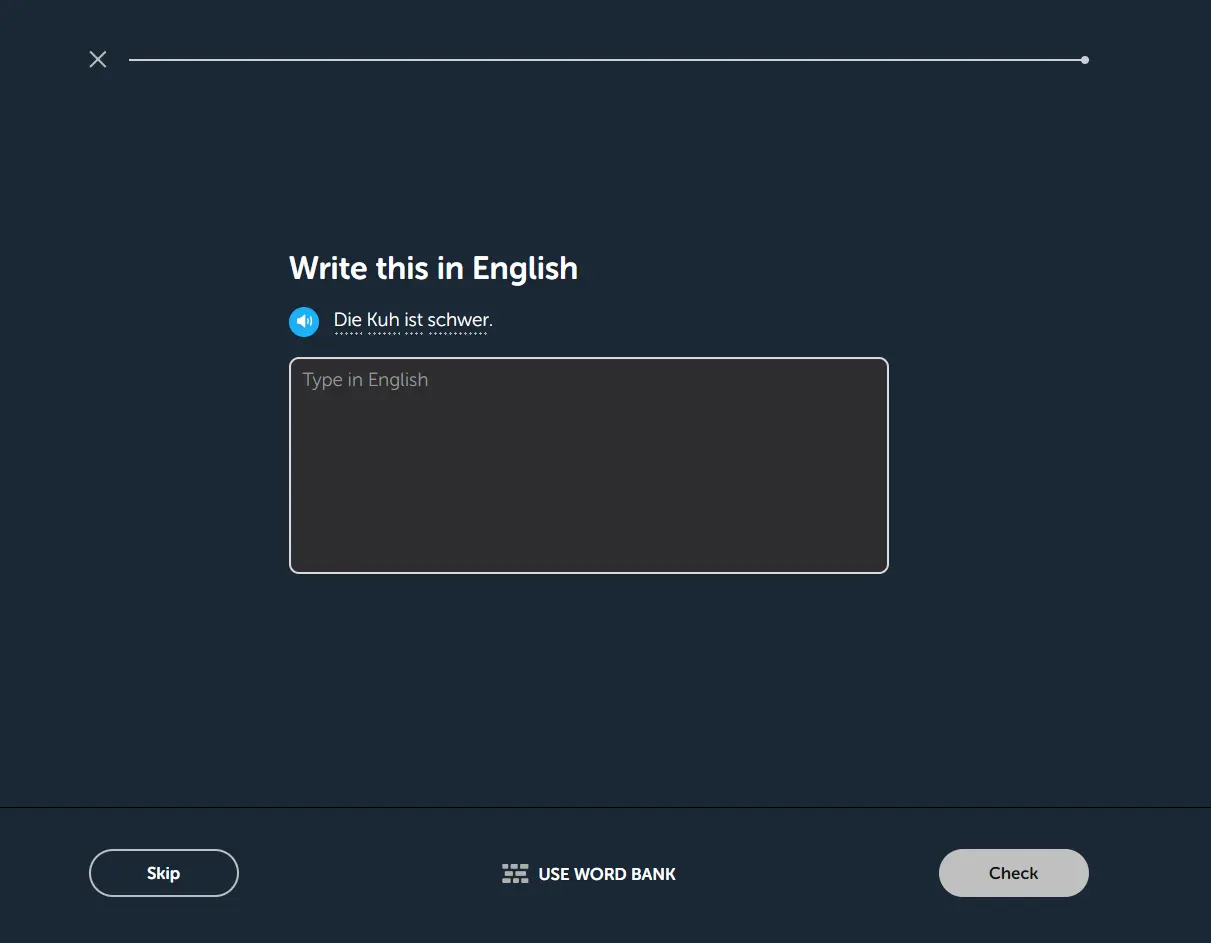 Write this in English
Die Kuh ist schwer.
Type in English
Skip
USE WORD BANK
Check